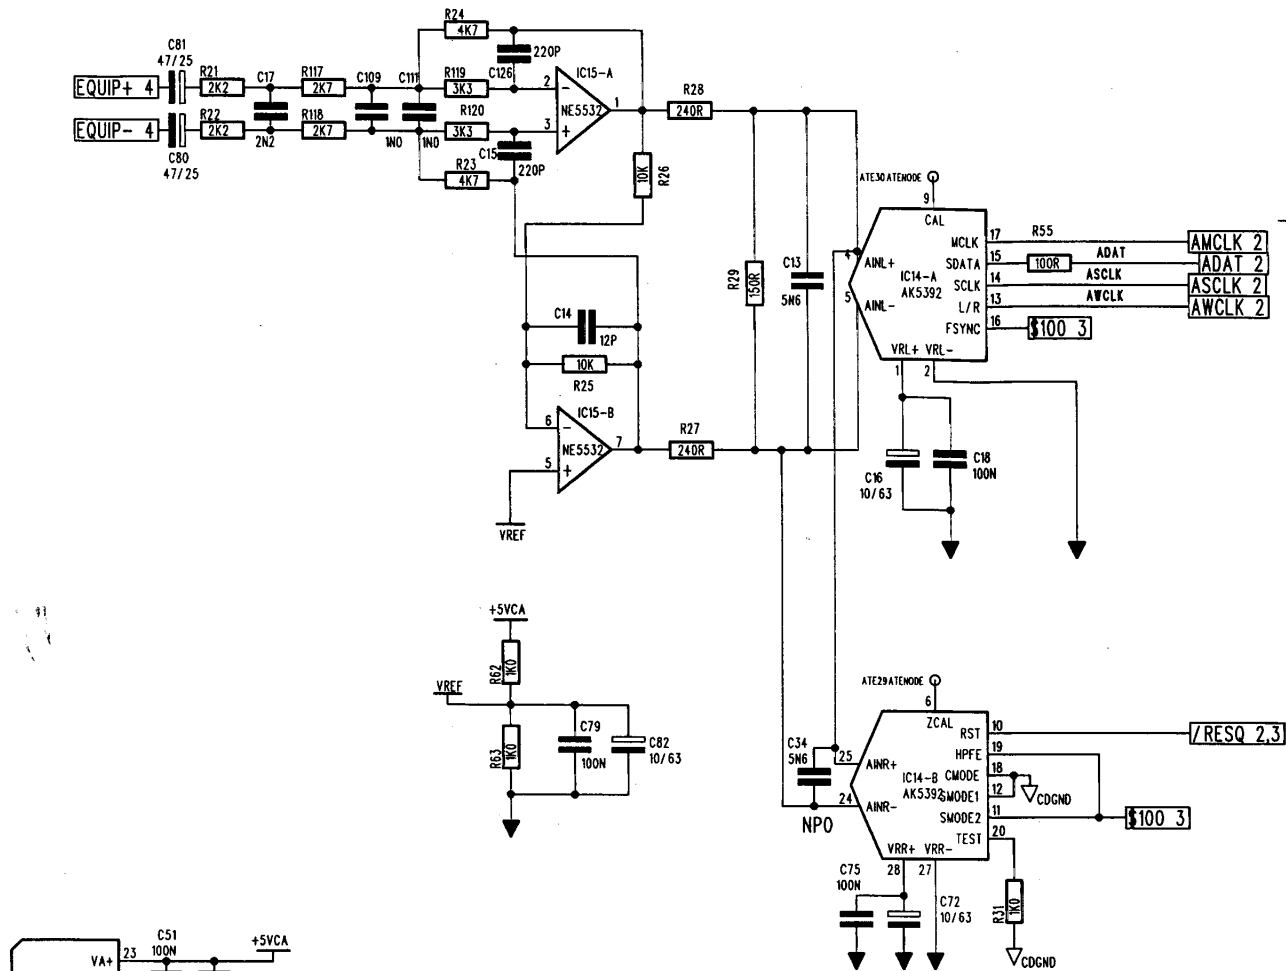 R24
4K7
C81
47/25
220P
IC15-A
EQUIP+ 4
R21
2K2
C17
R117
2K7
C109
C111
R119
3K3
C126
2
NE5532
1
R28
240R
EQUIP- 4
R22
2K2
2N2
R118
2K7
1N0
1N0
R120
3K3
3
C80
47/25
R23
4K7
C15
220P
10K
R26
ATE30 ATENODE
9
CAL
MCLK
17
R55
AMCLK 2
SDATA
15
100R
ADAT
ADAT 2
SCLK
14
ASCLK
ASCLK 2
L/R
13
AWCLK
AWCLK 2
FSYNC
16
$100 3
4
AINL+
5
AINL-
IC14-A
AK5392
VRL+
VRL-
1
2
R29
150R
C13
5N6
C14
12P
10K
R25
IC15-B
6
NE5532
7
5
R27
240R
VREF
C16
10/63
C18
100N
+5VCA
R62
1K0
VREF
R63
1K0
C79
100N
C82
10/63
ATE29 ATENODE
6
ZCAL
RST
10
/RESQ 2,3
HPFE
19
CMODE
18
CDGND
SMODE1
12
SMODE2
11
$100 3
TEST
20
C34
5N6
25
AINR+
24
AINR-
IC14-B
AK5392
NPO
VRR+
VRR-
28
27
C75
100N
C72
10/63
R31
1K0
CDGND
C51
100N
+5VCA
VA+
23